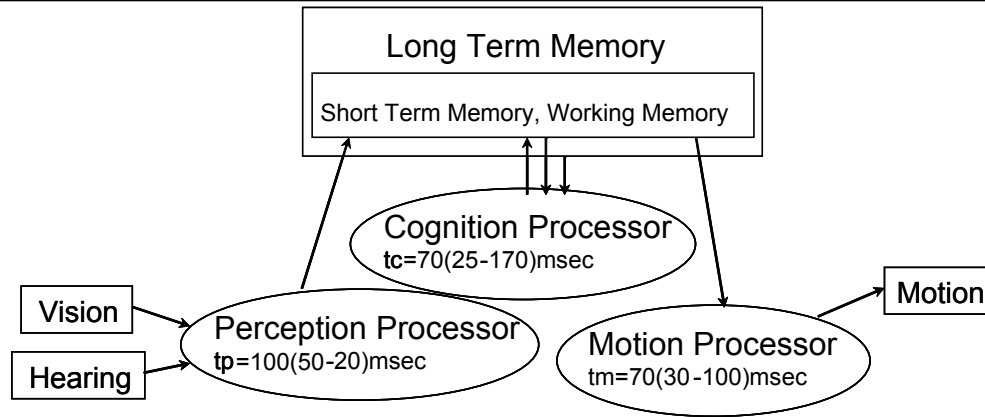 Long Term Memory
Short Term Memory, Working Memory
Cognition Processor
tc=70(25-170)msec
Vision
Hearing
Perception Processor
tp=100(50-20)msec
Motion Processor
tm=70(30-100)msec
Motion